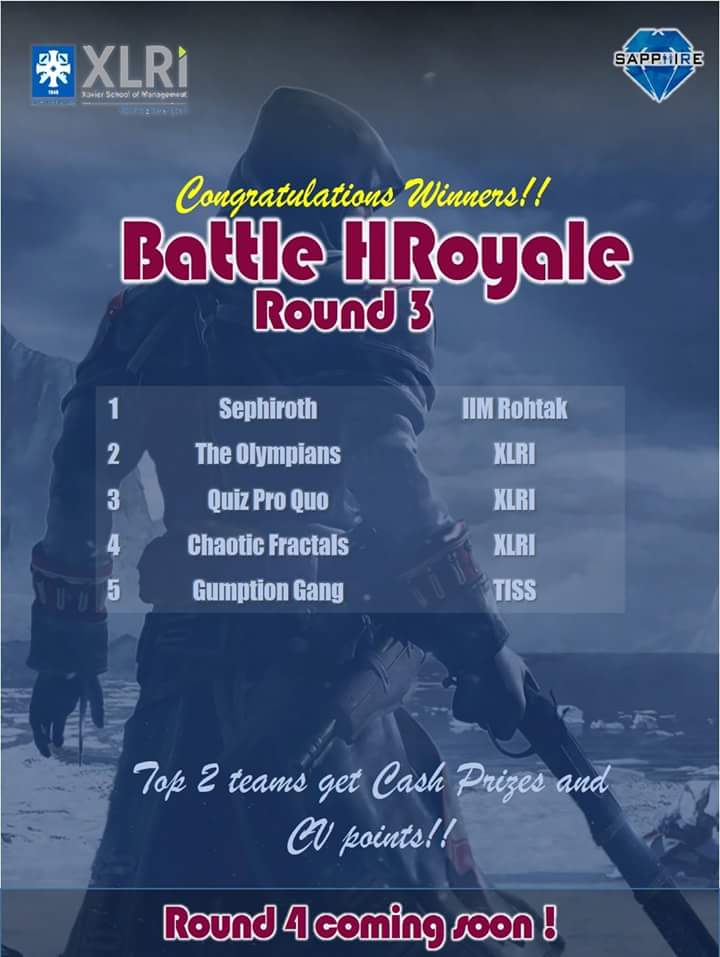 XLRi
Xavier School of Management
1949
SAPPHIRE
Congratulations Winners!!
Battle HRoyale
Round 3
1 Sephiroth IIM Rohtak
2 The Olympians XLRI
3 Quiz Pro Quo XLRI
4 Chaotic Fractals XLRI
5 Gumption Gang TISS
Top 2 teams get Cash Prizes and
CV points!!
Round 4 coming soon !